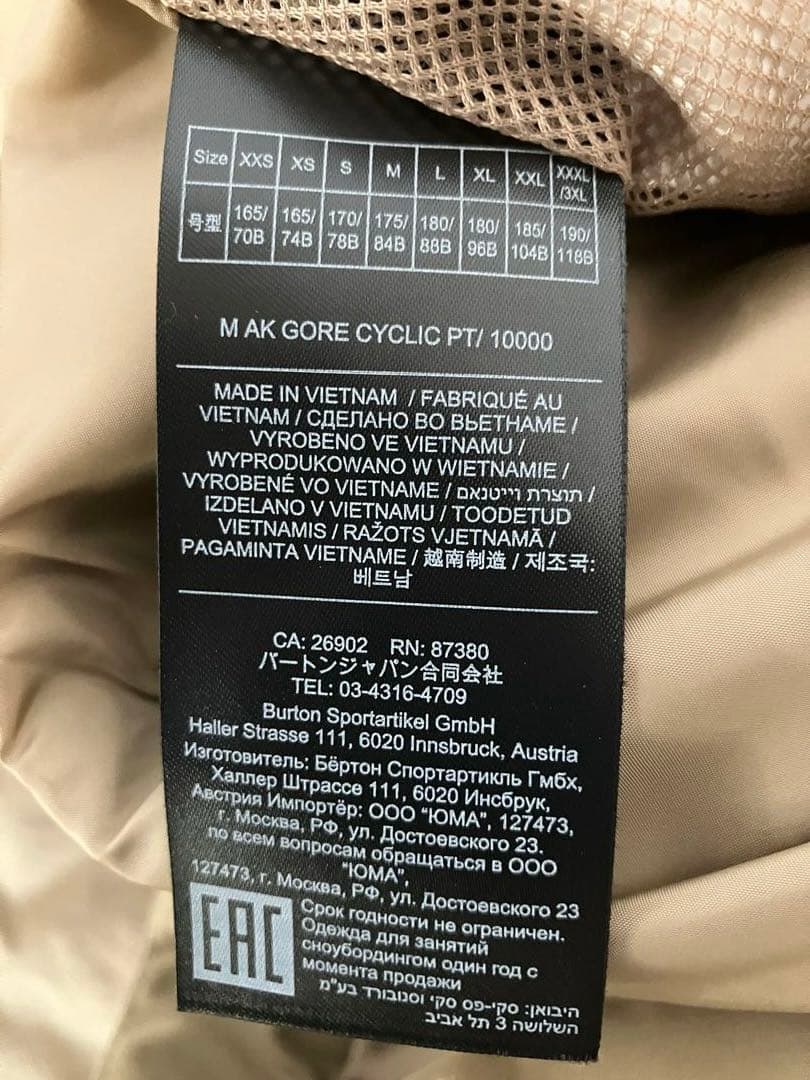 Size XXS XS S M L XL XXL XXXL /3XL
号型 165/ 70B 165/ 74B 170/ 78B 175/ 84B 180/ 88B 180/ 96B 185/ 104B 190/ 118B
M AK GORE CYCLIC PT/ 10000
MADE IN VIETNAM / FABRIQUÉ AU
VIETNAM / СДЕЛАНО ВО ВЬЕТНАМЕ /
VYROBENO VE VIETNAMU /
WYPRODUKOWANO W WIETNAMIE /
VYROBENÉ VO VIETNAME / תוצרת וייטנאם /
IZDELANO V VIETNAMU / TOODETUD
VIETNAMIS / RAŽOTS VJETNAMĀ /
PAGAMINTA VIETNAME / 越南制造 / 제조국:
베트남
CA: 26902 RN: 87380
バートンジャパン合同会社
TEL: 03-4316-4709
Burton Sportartikel GmbH
Haller Strasse 111, 6020 Innsbruck, Austria
Изготовитель: Бёртон Спортартикль Гмбх,
Халлер Штрассе 111, 6020 Инсбрук,
Австрия Импортёр: ООО "ЮМА", 127473,
г. Москва, РФ, ул. Достоевского 23.
по всем вопросам обращаться в ООО
"ЮМА",
127473, г. Москва, РФ, ул. Достоевского 23
EAC
Срок годности не ограничен.
Одежда для занятий
сноубордингом один год с
момента продажи
היבואן: סקי-פס סקי וסנובורד בע"מ
השלושה 3 תל אביב